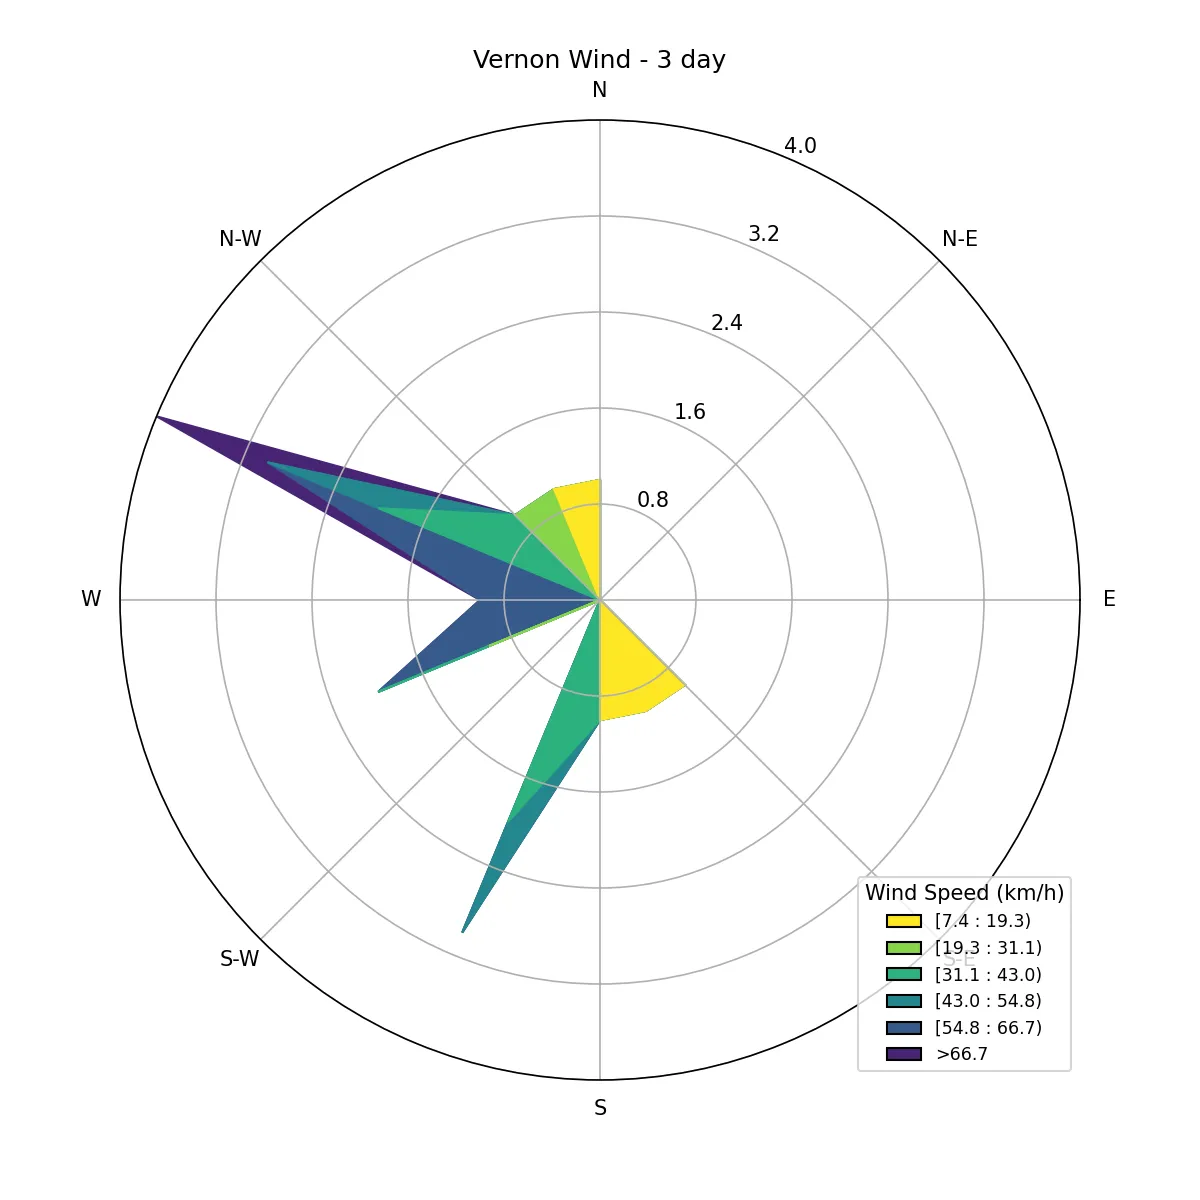 Vernon Wind - 3 day
N
4.0
N-W
3.2
N-E
2.4
1.6
0.8
W
E
Wind Speed (km/h)
[7.4 : 19.3)
[19.3 : 31.1)
S-W
S-E
[31.1 : 43.0)
[43.0 : 54.8)
[54.8 : 66.7)
>66.7
S